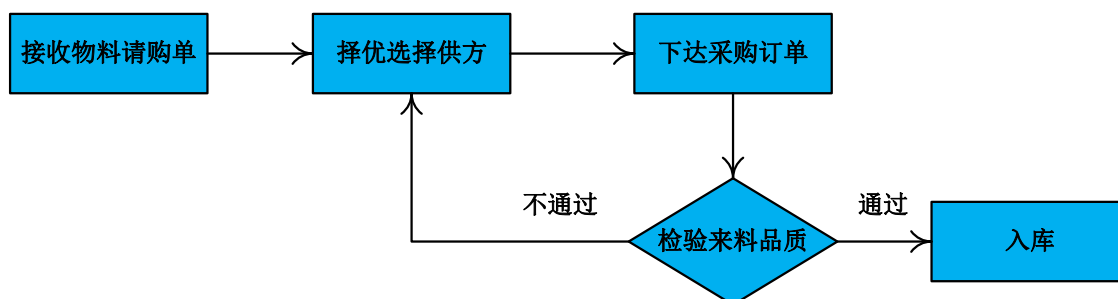 接收物料请购单
择优选择供方
下达采购订单
不通过
通过
检验来料品质
入库